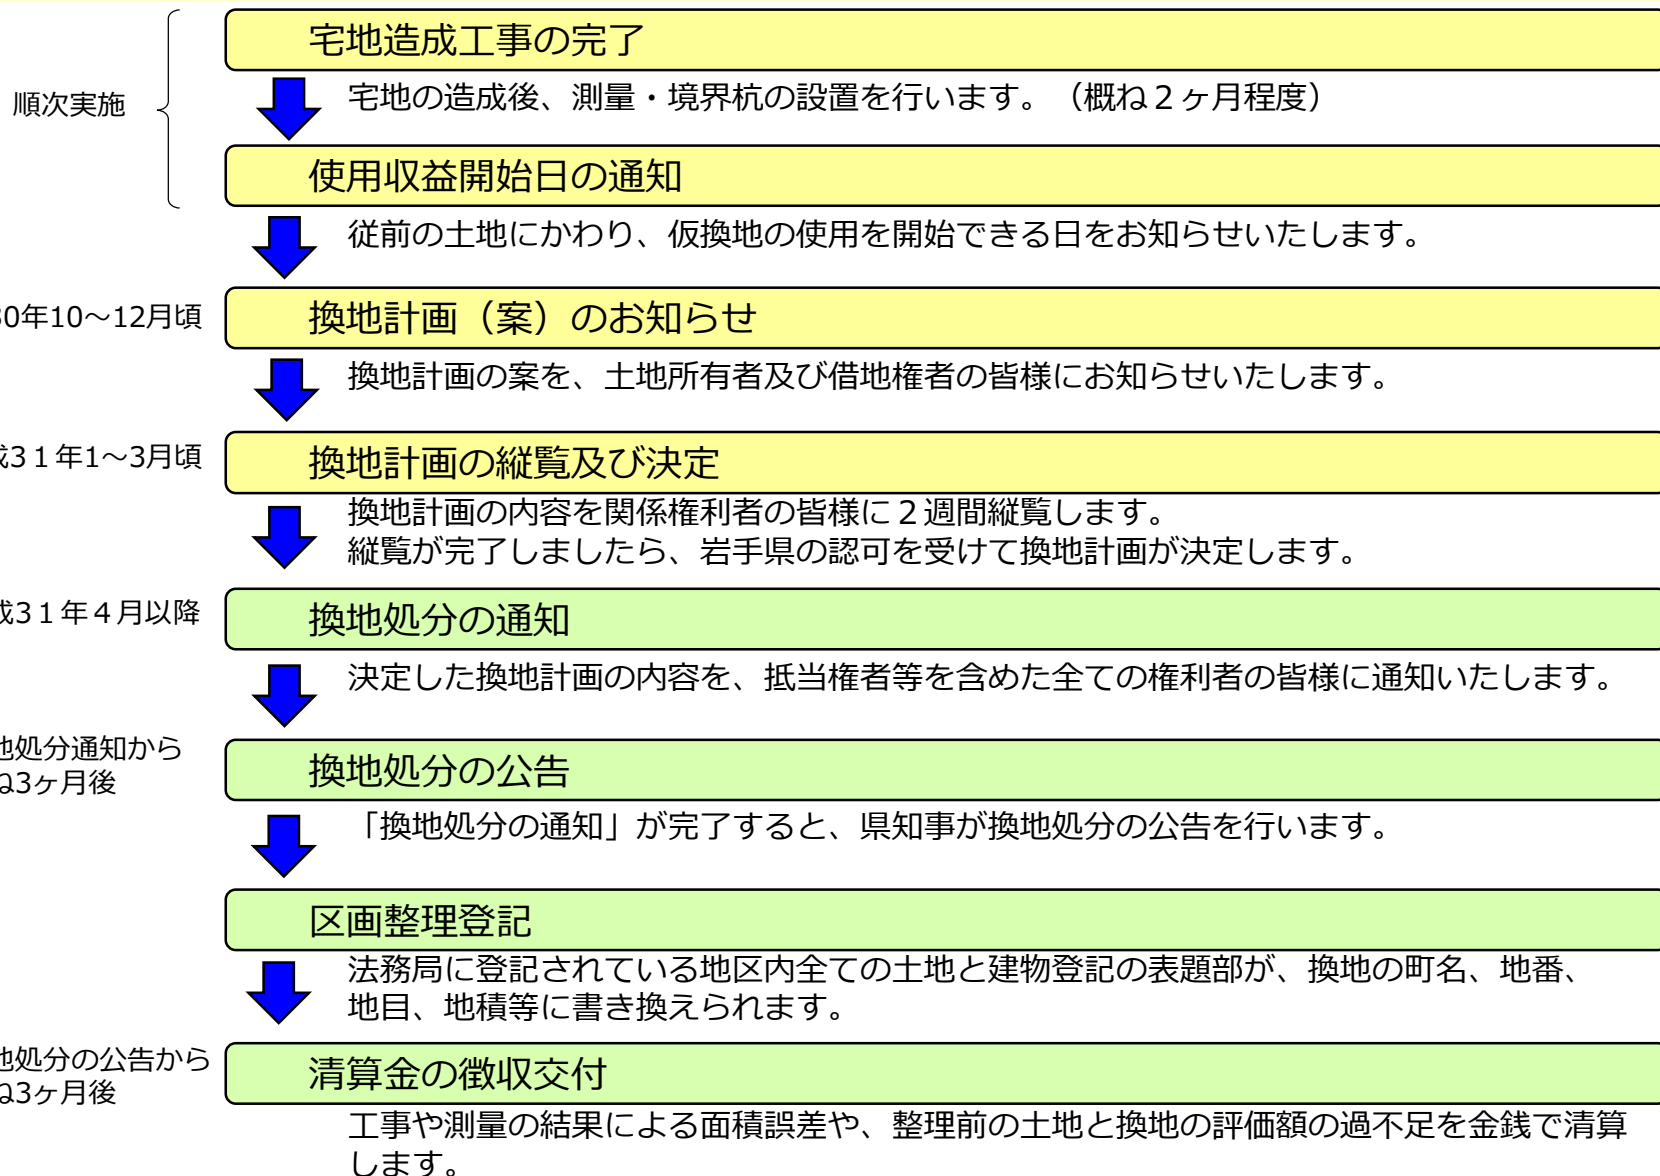 宅地造成工事の完了
順次実施
宅地の造成後、測量・境界杭の設置を行います。（概ね２ヶ月程度）
使用収益開始日の通知
従前の土地にかわり、仮換地の使用を開始できる日をお知らせいたします。
30年10～12月頃
換地計画（案）のお知らせ
換地計画の案を、土地所有者及び借地権者の皆様にお知らせいたします。
成3１年1～3月頃
換地計画の縦覧及び決定
換地計画の内容を関係権利者の皆様に２週間縦覧します。
縦覧が完了しましたら、岩手県の認可を受けて換地計画が決定します。
成3１年４月以降
換地処分の通知
決定した換地計画の内容を、抵当権者等を含めた全ての権利者の皆様に通知いたします。
地処分通知から
ね3ヶ月後
換地処分の公告
「換地処分の通知」が完了すると、県知事が換地処分の公告を行います。
区画整理登記
法務局に登記されている地区内全ての土地と建物登記の表題部が、換地の町名、地番、
地目、地積等に書き換えられます。
地処分の公告から
ね3ヶ月後
清算金の徴収交付
工事や測量の結果による面積誤差や、整理前の土地と換地の評価額の過不足を金銭で清算
します。